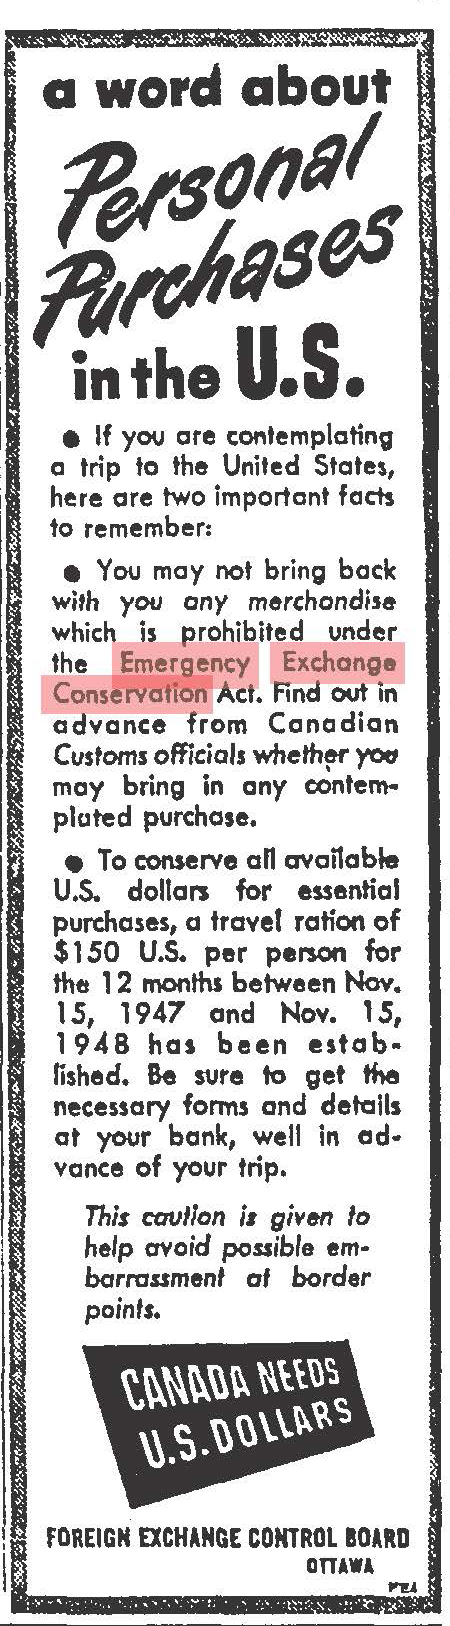 a word about
Personal
Purchases
in the U.S.
• If you are contemplating
a trip to the United States,
here are two important facts
to remember:
• You may not bring back
with you any merchandise
which is prohibited under
the Emergency Exchange
Conservation Act. Find out in
advance from Canadian
Customs officials whether you
may bring in any contem-
plated purchase.
• To conserve all available
U.S. dollars for essential
purchases, a travel ration of
$150 U.S. per person for
the 12 months between Nov.
15, 1947 and Nov. 15,
1948 has been estab-
lished. Be sure to get the
necessary forms and details
at your bank, well in ad-
vance of your trip.
This caution is given to
help avoid possible em-
barrassment at border
points.
CANADA NEEDS
U.S. DOLLARS
FOREIGN EXCHANGE CONTROL BOARD
OTTAWA